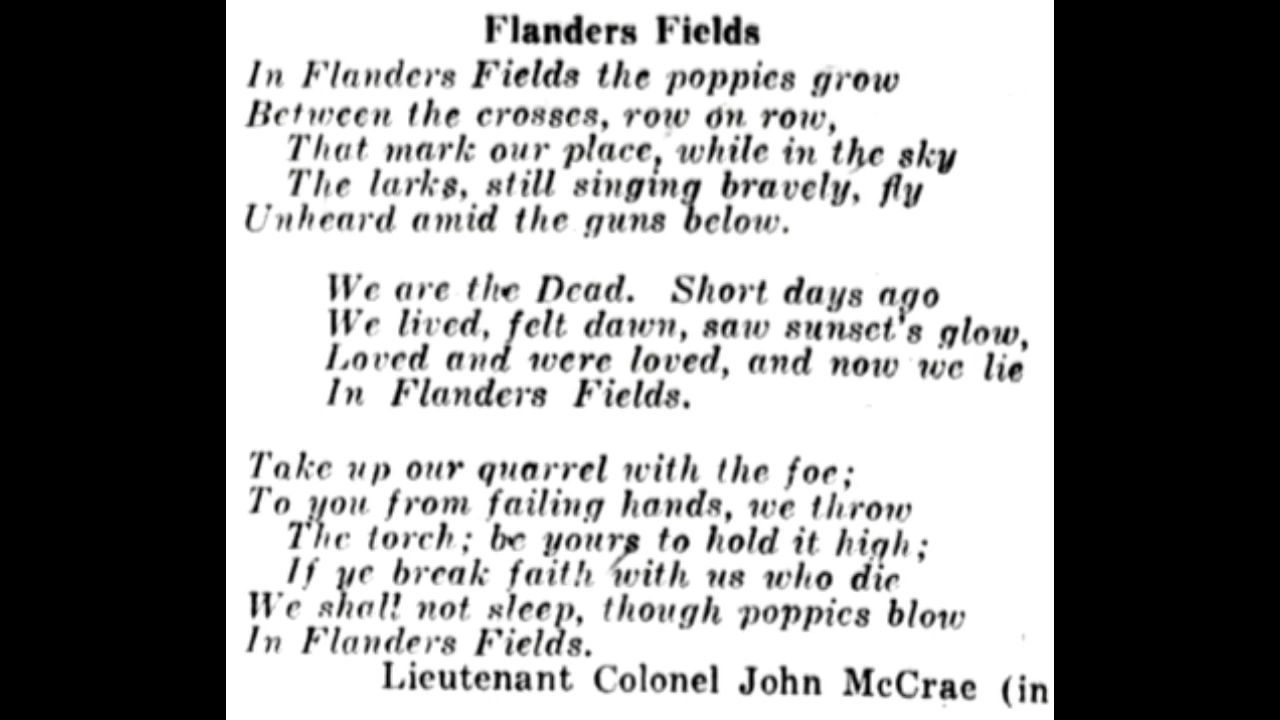 Flanders Fields
In Flanders Fields the poppies grow
Between the crosses, row on row,
That mark our place, while in the sky
The larks, still singing bravely, fly
Unheard amid the guns below.
We are the Dead. Short days ago
We lived, felt dawn, saw sunset's glow,
Loved and were loved, and now we lie
In Flanders Fields.
Take up our quarrel with the foe;
To you from failing hands, we throw
The torch; be yours to hold it high;
If ye break faith with us who die
We shall not sleep, though poppies blow
In Flanders Fields.
Lieutenant Colonel John McCrae (in